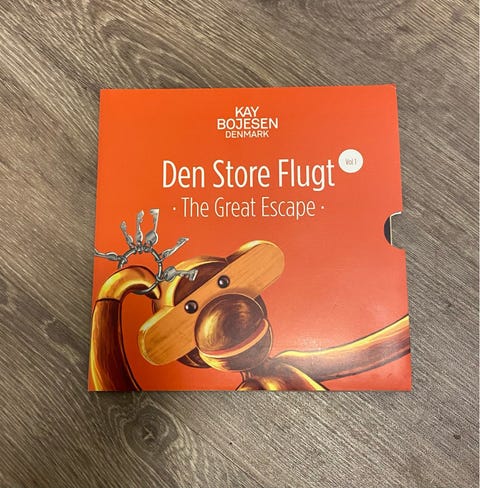 KAY
BOJESEN
DENMARK
Den Store Flugt
Vol 1
· The Great Escape ·